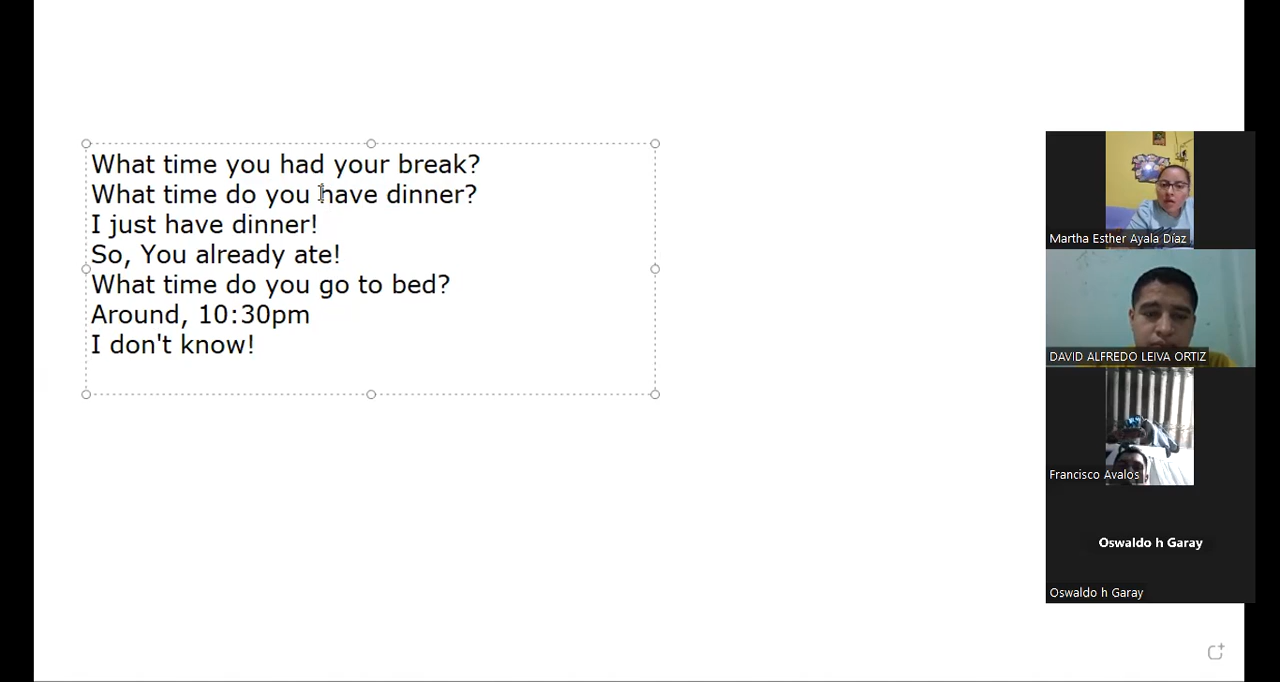 What time you had your break?
What time do you have dinner?
I just have dinner!
So, You already ate!
What time do you go to bed?
Around, 10:30pm
I don't know!
Martha Esther Ayala Díaz
DAVID ALFREDO LEIVA ORTIZ
Francisco Avalos
Oswaldo h Garay
Oswaldo h Garay